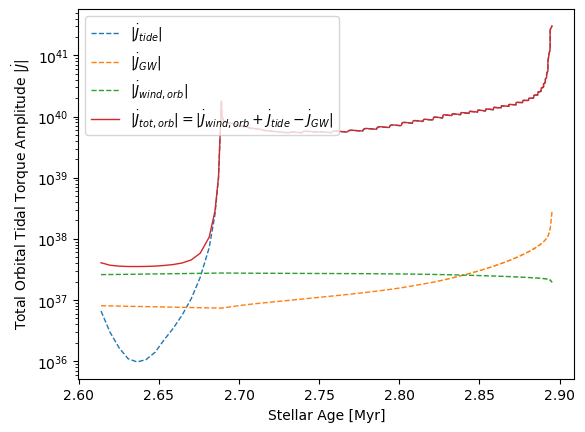 |J̇_tide|
|J̇_GW|
|J̇_wind,orb|
|J̇_tot,orb| = |J̇_wind,orb + J̇_tide − J̇_GW|
Total Orbital Tidal Torque Amplitude |J̇|
10^41
10^40
10^39
10^38
10^37
10^36
2.60 2.65 2.70 2.75 2.80 2.85 2.90
Stellar Age [Myr]